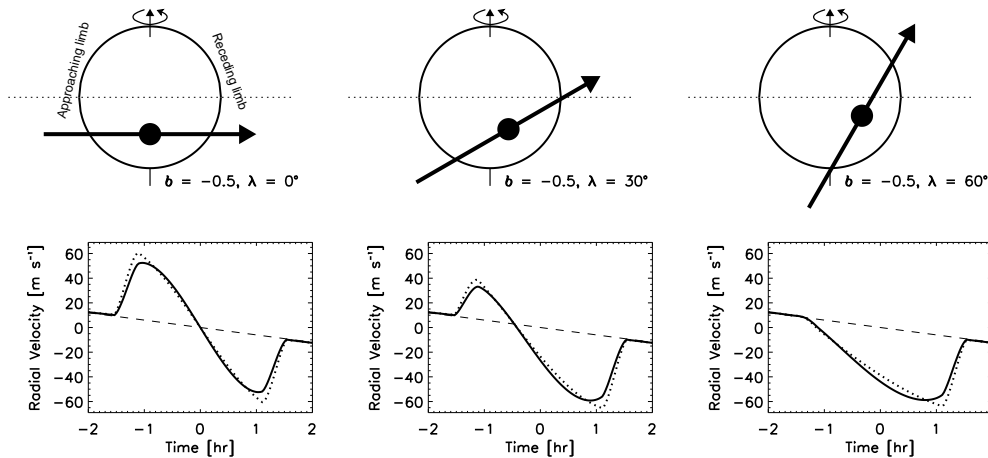 Approaching limb
Receding limb
b = −0.5, λ = 0°
b = −0.5, λ = 30°
b = −0.5, λ = 60°
Radial Velocity [m s⁻¹]
60
40
20
0
−20
−40
−60
−2 −1 0 1 2
Time [hr]
Radial Velocity [m s⁻¹]
60
40
20
0
−20
−40
−60
−2 −1 0 1 2
Time [hr]
Radial Velocity [m s⁻¹]
60
40
20
0
−20
−40
−60
−2 −1 0 1
Time [hr]